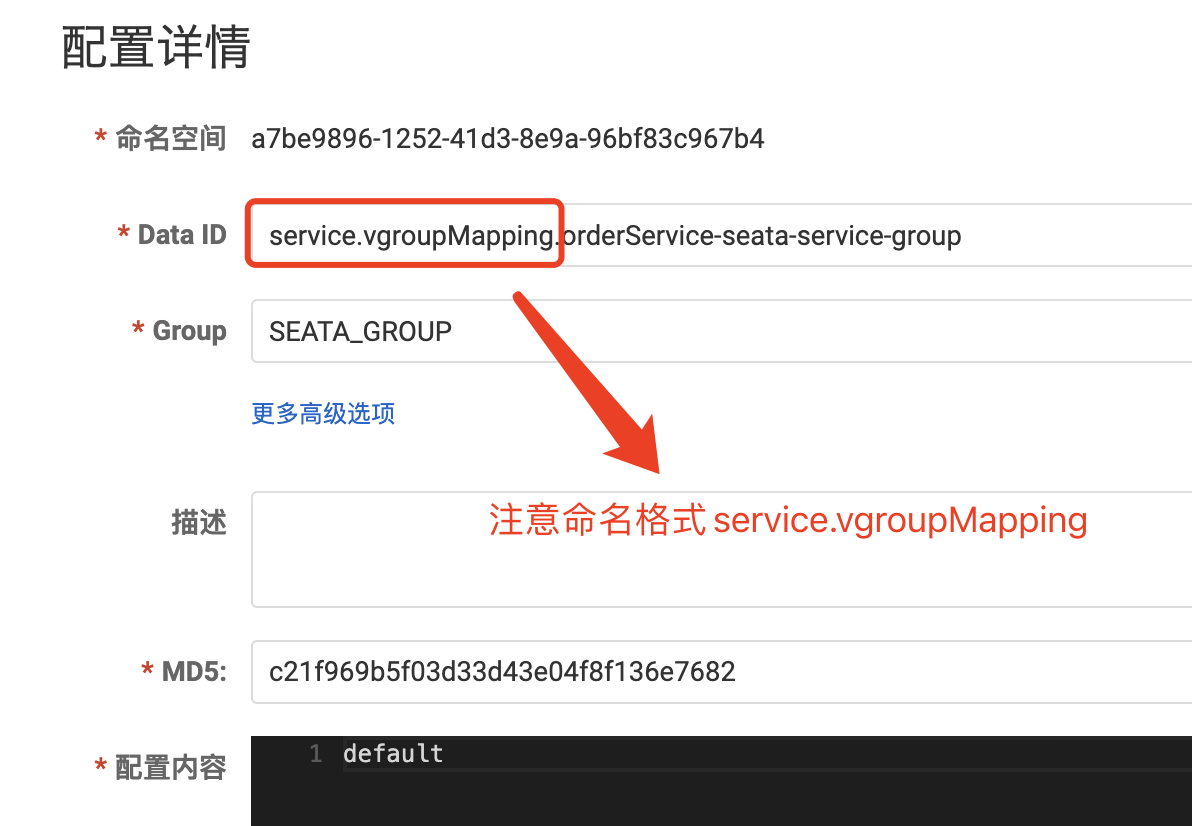 配置详情
* 命名空间 a7be9896-1252-41d3-8e9a-96bf83c967b4
* Data ID service.vgroupMapping.orderService-seata-service-group
* Group SEATA_GROUP
更多高级选项
描述 注意命名格式 service.vgroupMapping
* MD5: c21f969b5f03d33d43e04f8f136e7682
* 配置内容 1 default